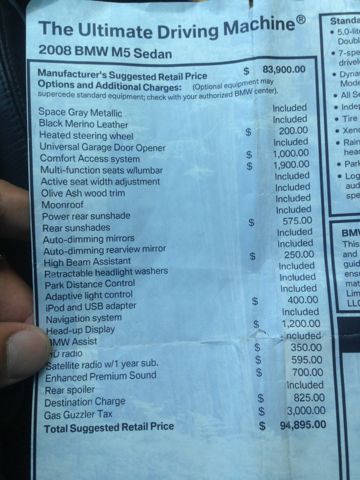 The Ultimate Driving Machine®
2008 BMW M5 Sedan
Manufacturer's Suggested Retail Price $ 83,900.00
Options and Additional Charges: (Optional equipment may
supercede standard equipment; check with your authorized BMW center).
Space Gray Metallic Included
Black Merino Leather Included
Heated steering wheel $ 200.00
Universal Garage Door Opener Included
Comfort Access system $ 1,000.00
Multi-function seats w/lumbar $ 1,900.00
Active seat width adjustment Included
Olive Ash wood trim Included
Moonroof Included
Power rear sunshade Included
Rear sunshades $ 575.00
Auto-dimming mirrors Included
Auto-dimming rearview mirror Included
High Beam Assistant $ 250.00
Retractable headlight washers Included
Park Distance Control Included
Adaptive light control Included
iPod and USB adapter $ 400.00
Navigation system Included
Head-up Display $ 1,200.00
BMW Assist Included
HD radio $ 350.00
Satellite radio w/1 year sub. $ 595.00
Enhanced Premium Sound $ 700.00
Rear spoiler Included
Destination Charge $ 825.00
Gas Guzzler Tax $ 3,000.00
Total Suggested Retail Price $ 94,895.00
Standa
• 5.0-lit
Doubl
• 7-spe
drivel
• Dyna
Mode
• All Se
• Indep
• Tire
• Xen
• Rain
hea
• Par
• Log
aud
spe
BMW
This
and
guid
ens
mat
Lim
LLC